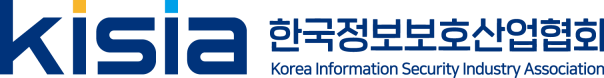 kisia
한국정보보호산업협회
Korea Information Security Industry Association